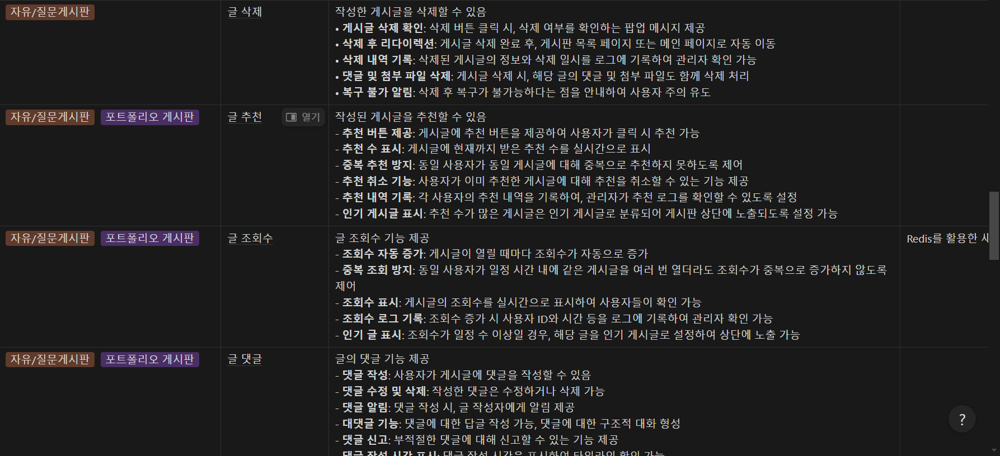 자유/질문게시판
글 삭제
작성한 게시글을 삭제할 수 있음
• 게시글 삭제 확인: 삭제 버튼 클릭 시, 삭제 여부를 확인하는 팝업 메시지 제공
• 삭제 후 리다이렉션: 게시글 삭제 완료 후, 게시판 목록 페이지 또는 메인 페이지로 자동 이동
• 삭제 내역 기록: 삭제된 게시글의 정보와 삭제 일시를 로그에 기록하여 관리자 확인 가능
• 댓글 및 첨부 파일 삭제: 게시글 삭제 시, 해당 글의 댓글 및 첨부 파일도 함께 삭제 처리
• 복구 불가 알림: 삭제 후 복구가 불가능하다는 점을 안내하여 사용자 주의 유도
자유/질문게시판 포트폴리오 게시판
글 추천
열기
작성된 게시글을 추천할 수 있음
- 추천 버튼 제공: 게시글에 추천 버튼을 제공하여 사용자가 클릭 시 추천 가능
- 추천 수 표시: 게시글에 현재까지 받은 추천 수를 실시간으로 표시
- 중복 추천 방지: 동일 사용자가 동일 게시글에 대해 중복으로 추천하지 못하도록 제어
- 추천 취소 기능: 사용자가 이미 추천한 게시글에 대해 추천을 취소할 수 있는 기능 제공
- 추천 내역 기록: 각 사용자의 추천 내역을 기록하여, 관리자가 추천 로그를 확인할 수 있도록 설정
- 인기 게시글 표시: 추천 수가 많은 게시글은 인기 게시글로 분류되어 게시판 상단에 노출되도록 설정 가능
자유/질문게시판 포트폴리오 게시판
글 조회수
글 조회수 기능 제공
- 조회수 자동 증가: 게시글이 열릴 때마다 조회수가 자동으로 증가
- 중복 조회 방지: 동일 사용자가 일정 시간 내에 같은 게시글을 여러 번 열더라도 조회수가 중복으로 증가하지 않도록
제어
- 조회수 표시: 게시글의 조회수를 실시간으로 표시하여 사용자들이 확인 가능
- 조회수 로그 기록: 조회수 증가 시 사용자 ID와 시간 등을 로그에 기록하여 관리자 확인 가능
- 인기 글 표시: 조회수가 일정 수 이상일 경우, 해당 글을 인기 게시글로 설정하여 상단에 노출 가능
Redis를 활용한
자유/질문게시판 포트폴리오 게시판
글 댓글
글의 댓글 기능 제공
- 댓글 작성: 사용자가 게시글에 댓글을 작성할 수 있음
- 댓글 수정 및 삭제: 작성한 댓글은 수정하거나 삭제 가능
- 댓글 알림: 댓글 작성 시, 글 작성자에게 알림 제공
- 대댓글 기능: 댓글에 대한 답글 작성 가능, 댓글에 대한 구조적 대화 형성
- 댓글 신고: 부적절한 댓글에 대해 신고할 수 있는 기능 제공
- 댓글 작성 시간 표시: 댓글 작성 시간을 표시하여 타임라인 확인 가능
?